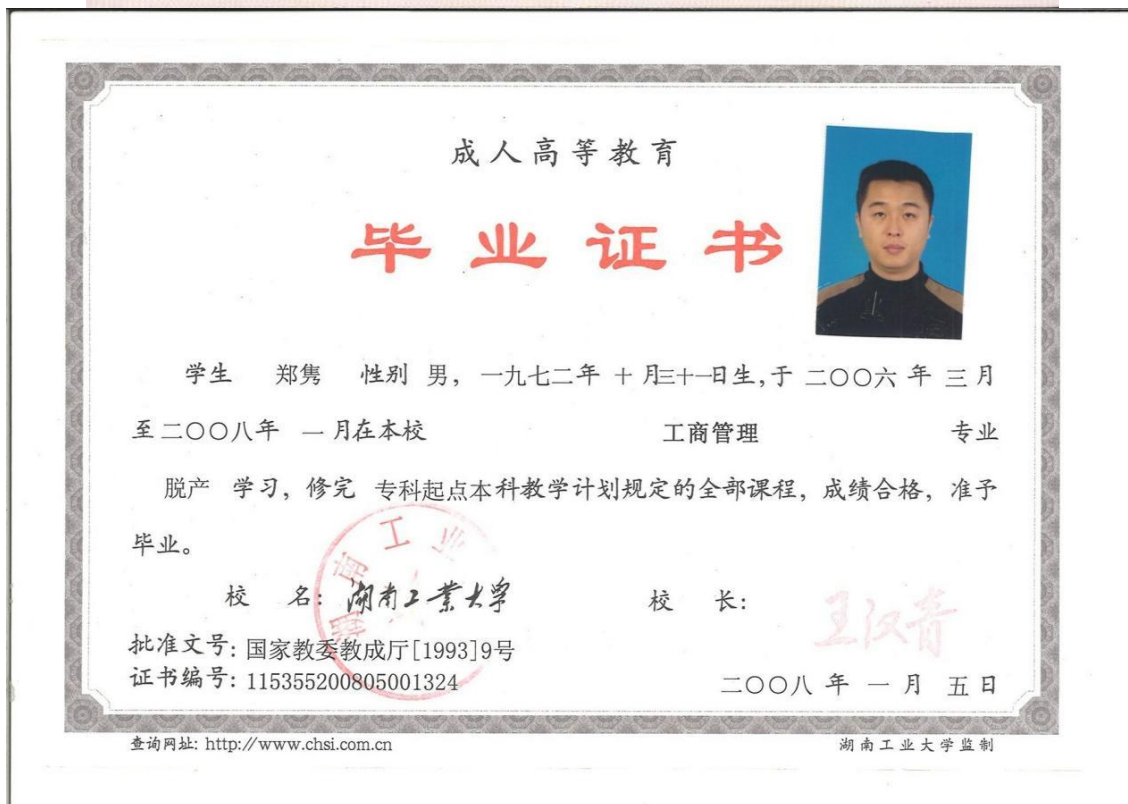 成人高等教育
毕业证书
学生 郑隽 性别 男，一九七二年 十 月三十一日生，于 二〇〇六 年 三 月
至 二〇〇八年 一 月在本校 工商管理 专业
脱产 学习，修完 专科起点本科教学计划规定的全部课程，成绩合格，准予
毕业。
湖南工业
校 名：湖南工業大學 校 长：王汉青
批准文号：国家教委教成厅[1993]9号
证书编号：115355200805001324 二〇〇八 年 一 月 五 日
查询网址：http://www.chsi.com.cn 湖南工业大学监制